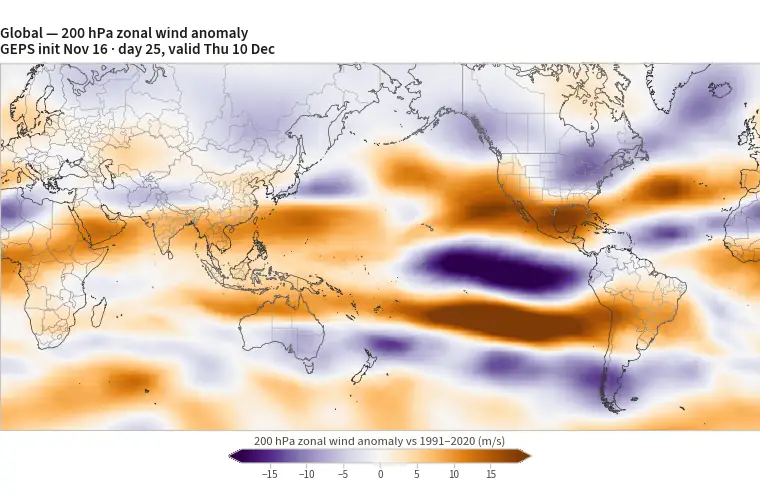 Global — 200 hPa zonal wind anomaly
GEPS init Nov 16 · day 25, valid Thu 10 Dec
200 hPa zonal wind anomaly vs 1991–2020 (m/s)
−15 −10 −5 0 5 10 15